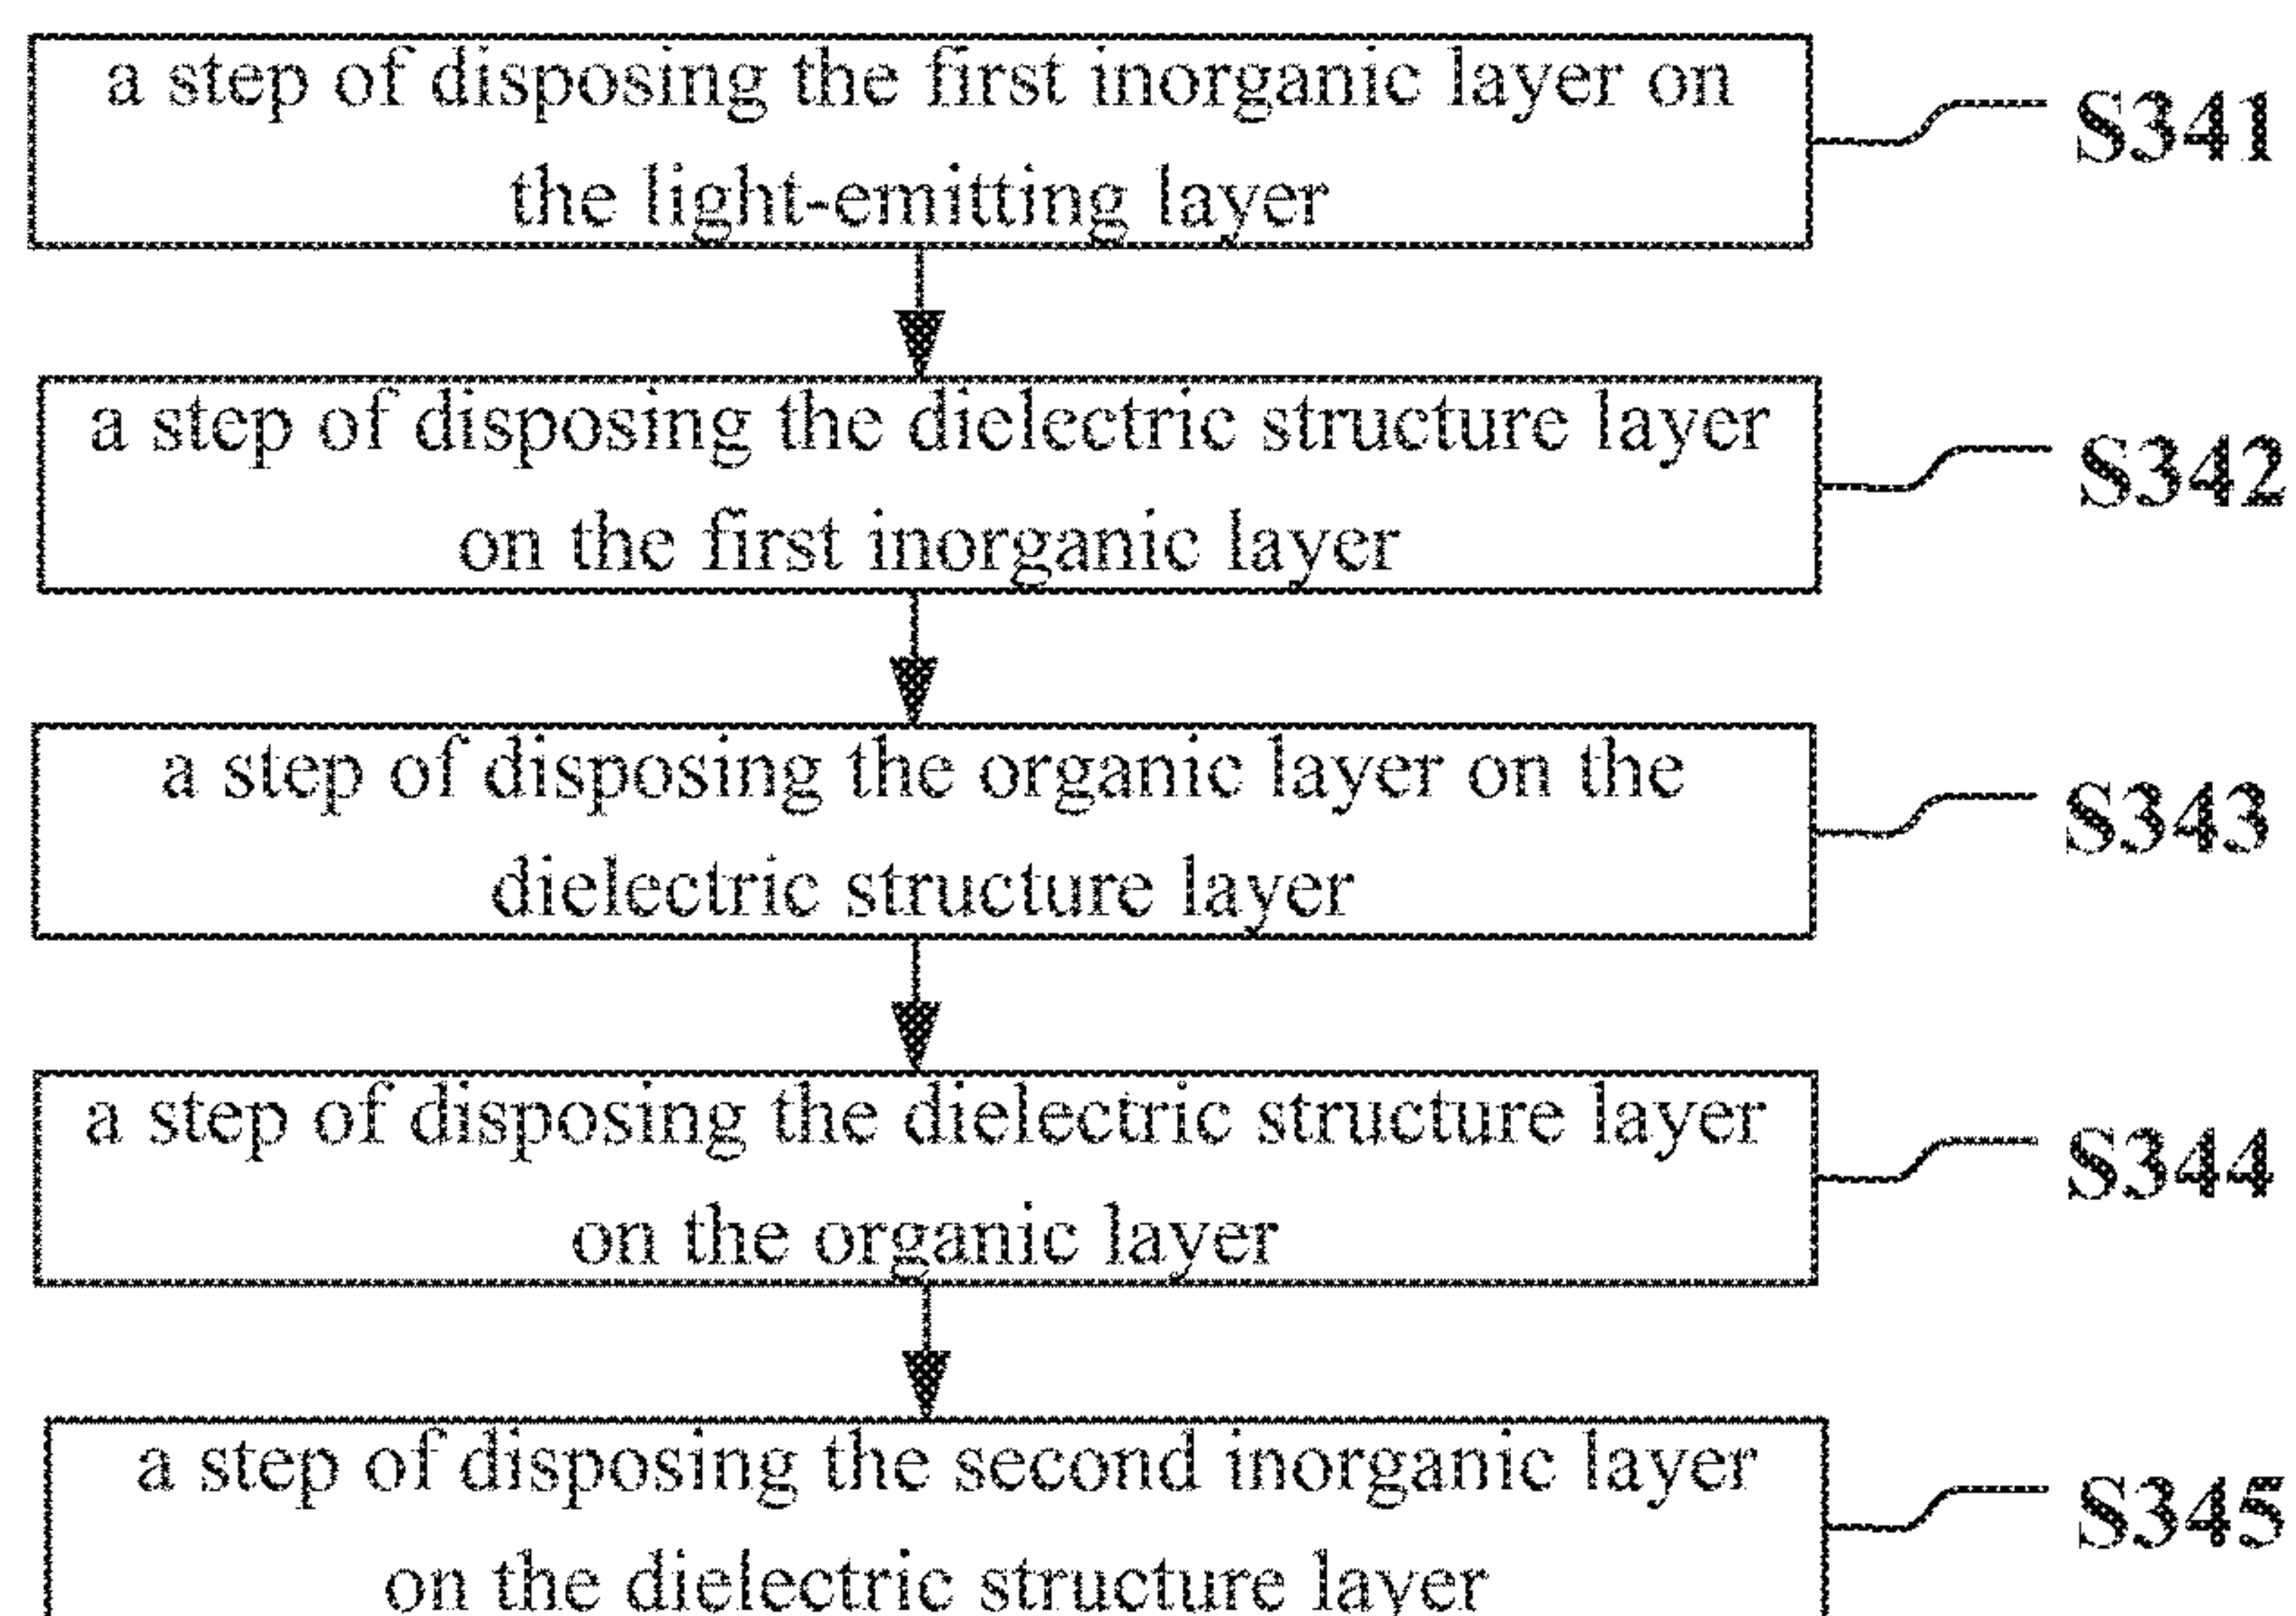 a step of disposing the first inorganic layer on
the light-emitting layer
S341
a step of disposing the dielectric structure layer
on the first inorganic layer
S342
a step of disposing the organic layer on the
dielectric structure layer
S343
a step of disposing the dielectric structure layer
on the organic layer
S344
a step of disposing the second inorganic layer
on the dielectric structure layer
S345